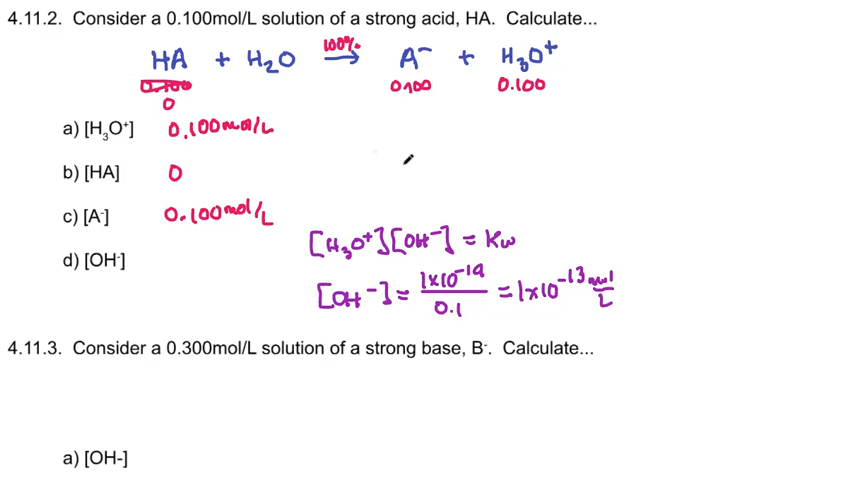 4.11.2. Consider a 0.100mol/L solution of a strong acid, HA. Calculate...
HA + H₂O 100% → A⁻ + H₃O⁺
0.100 0.100 0.100
0
a) [H₃O⁺] 0.100mol/L
b) [HA] 0
c) [A⁻] 0.100mol/L
[H₃O⁺][OH⁻] = Kw
d) [OH⁻]
[OH⁻] = 1×10⁻¹⁴ / 0.1 = 1×10⁻¹³ mol/L
4.11.3. Consider a 0.300mol/L solution of a strong base, B⁻. Calculate...
a) [OH-]